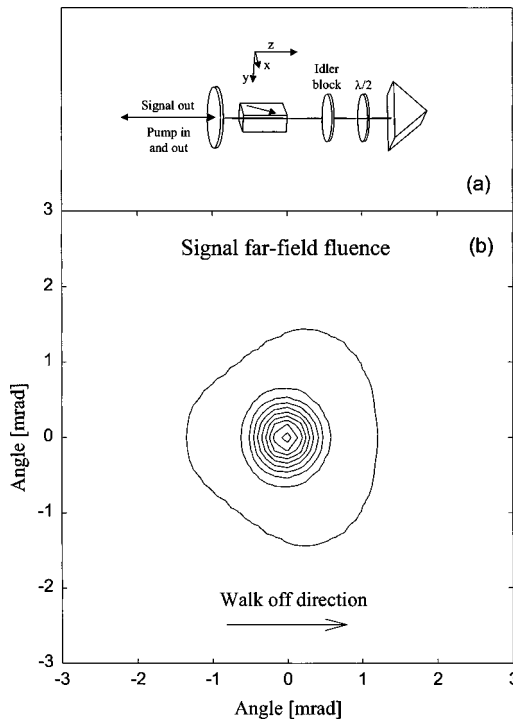 z
x
y
Idler
block
λ/2
Signal out
Pump in
and out
(a)
3
Signal far-field fluence
(b)
2
1
0
-1
-2
-3
Angle [mrad]
Walk off direction
-3
-2
-1
0
1
2
3
Angle [mrad]